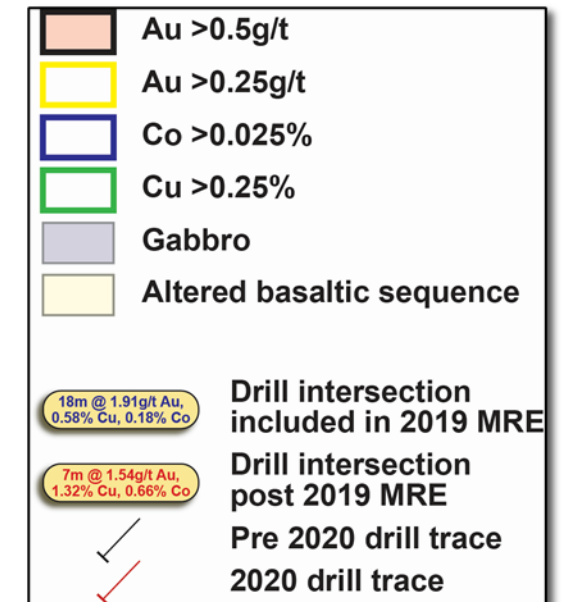 Au >0.5g/t
Au >0.25g/t
Co >0.025%
Cu >0.25%
Gabbro
Altered basaltic sequence
18m @ 1.91g/t Au,
0.58% Cu, 0.18% Co
Drill intersection
included in 2019 MRE
7m @ 1.54g/t Au,
1.32% Cu, 0.66% Co
Drill intersection
post 2019 MRE
Pre 2020 drill trace
2020 drill trace